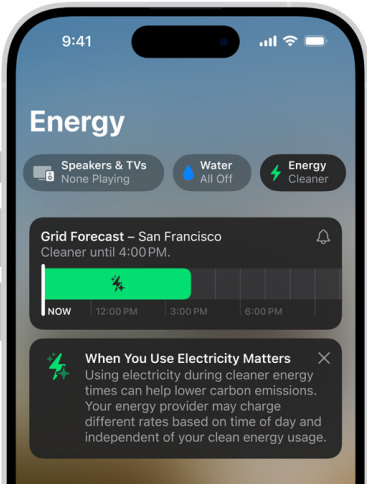 9:41
Energy
Speakers & TVs
None Playing
Water
All Off
Energy
Cleaner
Grid Forecast – San Francisco
Cleaner until 4:00 PM.
NOW
12:00 PM
3:00 PM
6:00 PM
When You Use Electricity Matters
Using electricity during cleaner energy
times can help lower carbon emissions.
Your energy provider may charge
different rates based on time of day and
independent of your clean energy usage.